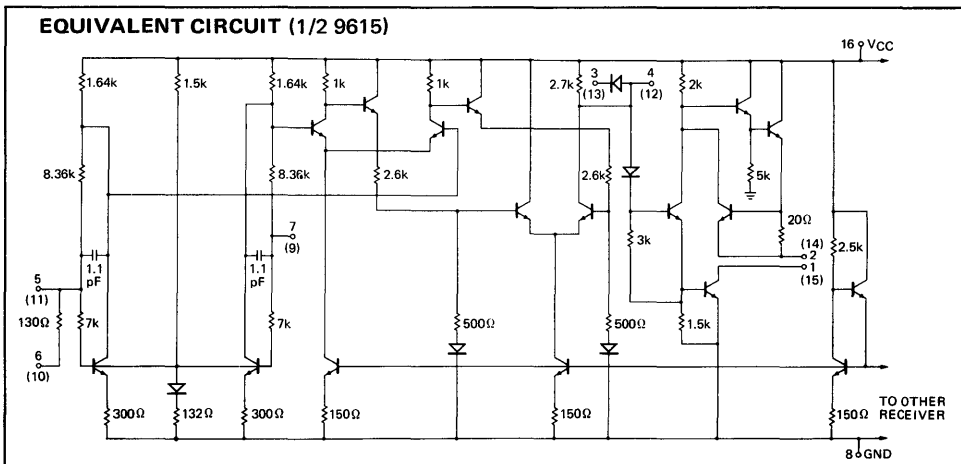 EQUIVALENT CIRCUIT (1/2 9615)
16 VCC
1.64k
1.5k
1.64k
1k
1k
2.7k
3
(13)
4
(12)
2k
8.36k
8.36k
2.6k
2.6k
5k
7
(9)
20Ω
(14)
2
1
(15)
2.5k
3k
1.1
pF
1.1
pF
5
(11)
130Ω
7k
7k
500Ω
500Ω
1.5k
6
(10)
300Ω
132Ω
300Ω
150Ω
150Ω
150Ω
TO OTHER
RECEIVER
8 GND